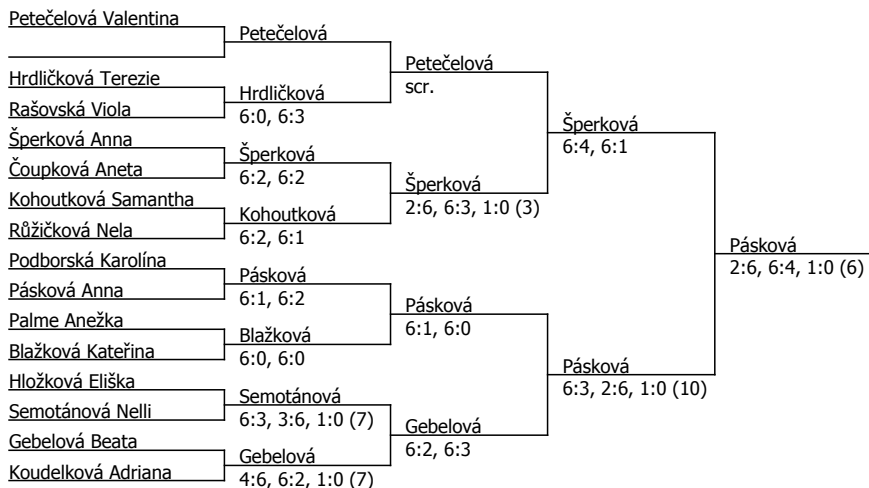 Petečelová Valentina
Petečelová
Petečelová
scr.
Hrdličková Terezie
Hrdličková
6:0, 6:3
Rašovská Viola
Šperková
6:4, 6:1
Šperková Anna
Šperková
6:2, 6:2
Čoupková Aneta
Šperková
2:6, 6:3, 1:0 (3)
Kohoutková Samantha
Kohoutková
6:2, 6:1
Růžičková Nela
Pásková
2:6, 6:4, 1:0 (6)
Podborská Karolína
Pásková
6:1, 6:2
Pásková Anna
Pásková
6:1, 6:0
Palme Anežka
Blažková
6:0, 6:0
Blažková Kateřina
Pásková
6:3, 2:6, 1:0 (10)
Hložková Eliška
Semotánová
6:3, 3:6, 1:0 (7)
Semotánová Nelli
Gebelová
6:2, 6:3
Gebelová Beata
Gebelová
4:6, 6:2, 1:0 (7)
Koudelková Adriana